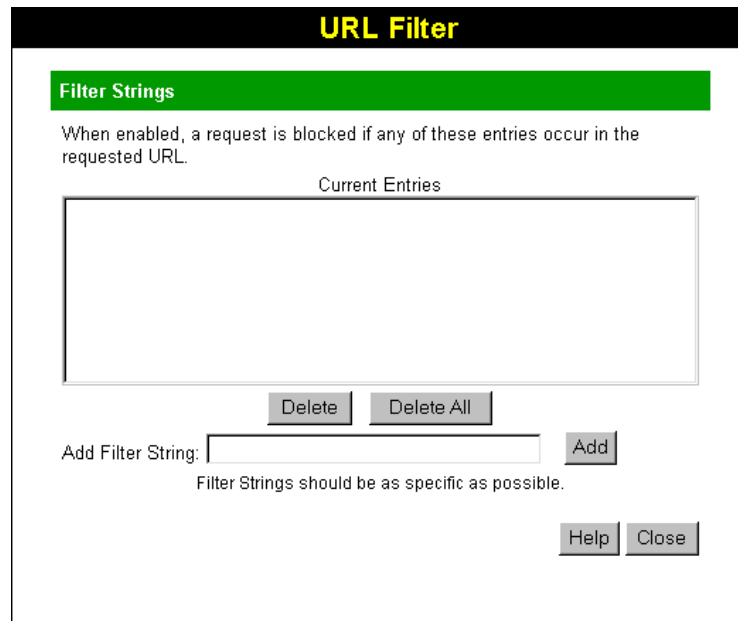 URL Filter
Filter Strings
When enabled, a request is blocked if any of these entries occur in the
requested URL.
Current Entries
Delete Delete All
Add Filter String: Add
Filter Strings should be as specific as possible.
Help Close